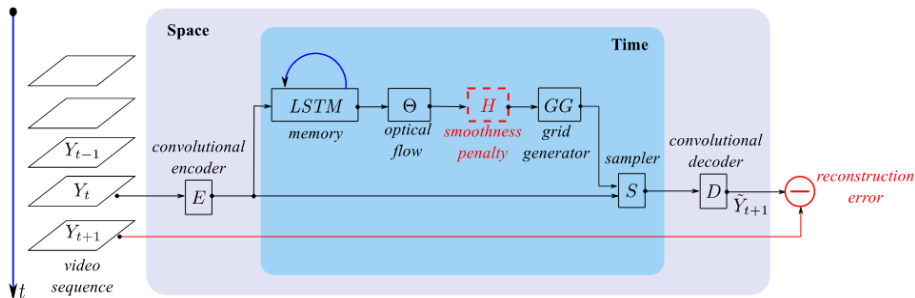 Space
Time
LSTM
memory
Θ
optical
flow
H
smoothness
penalty
GG
grid
generator
Y_{t-1}
Y_t
Y_{t+1}
video
sequence
t
convolutional
encoder
E
sampler
S
convolutional
decoder
D
Ỹ_{t+1}
−
reconstruction
error